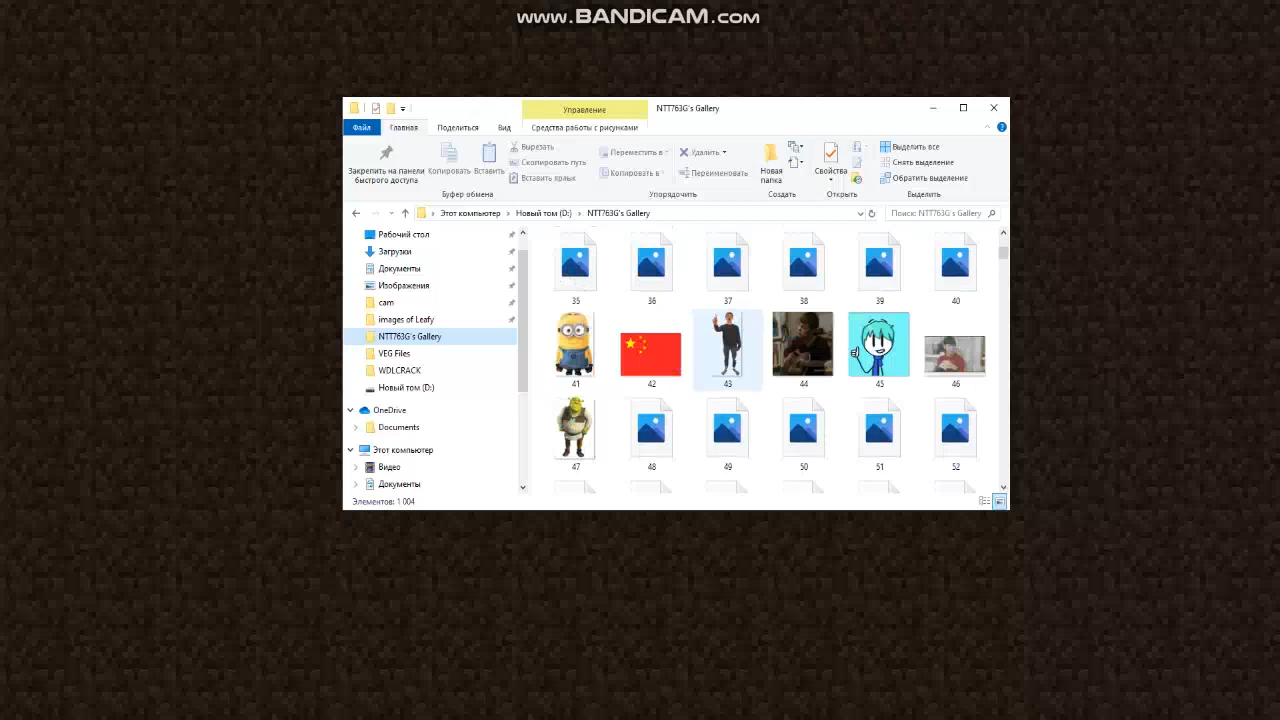 www.BANDICAM.com
Управление
NTT763G's Gallery
Файл
Главная
Поделиться
Вид
Средства работы с рисунками
Закрепить на панели
быстрого доступа
Копировать
Вставить
Вырезать
Скопировать путь
Вставить ярлык
Буфер обмена
Переместить в
Копировать в
Удалить
Переименовать
Упорядочить
Новая
папка
Создать
Свойства
Открыть
Выделить все
Снять выделение
Обратить выделение
Выделить
Этот компьютер
Новый том (D:)
NTT763G's Gallery
Поиск: NTT763G's Gallery
Рабочий стол
Загрузки
Документы
Изображения
cam
images of Leafy
NTT763G's Gallery
VEG Files
WDLCRACK
Новый том (D:)
OneDrive
Documents
Этот компьютер
Видео
Документы
35
36
37
38
39
40
41
42
43
44
45
46
47
48
49
50
51
52
Элементов: 1 004